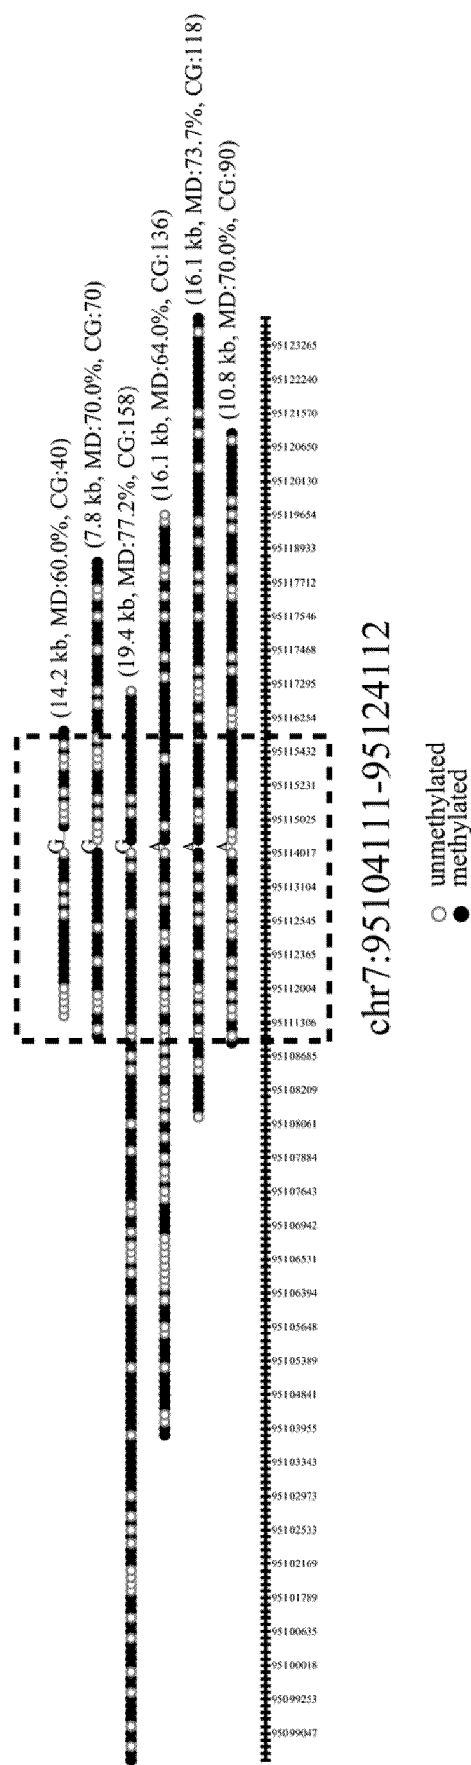 (14.2 kb, MD:60.0%, CG:40)
G
(7.8 kb, MD:70.0%, CG:70)
G
(19.4 kb, MD:77.2%, CG:158)
G
(16.1 kb, MD:64.0%, CG:136)
A
(16.1 kb, MD:73.7%, CG:118)
A
(10.8 kb, MD:70.0%, CG:90)
A
95099047
95099253
95100018
95100635
95101789
95102169
95102533
95102973
95103343
95103955
95104841
95105389
95105648
95106394
95106531
95106942
95107643
95107884
95108061
95108209
95108685
95111306
95112004
95112365
95112545
95113104
95114017
95115025
95115231
95115432
95116254
95117295
95117468
95117546
95117712
95118933
95119654
95120130
95120650
95121570
95122240
95123265
chr7:95104111-95124112
unmethylated
methylated